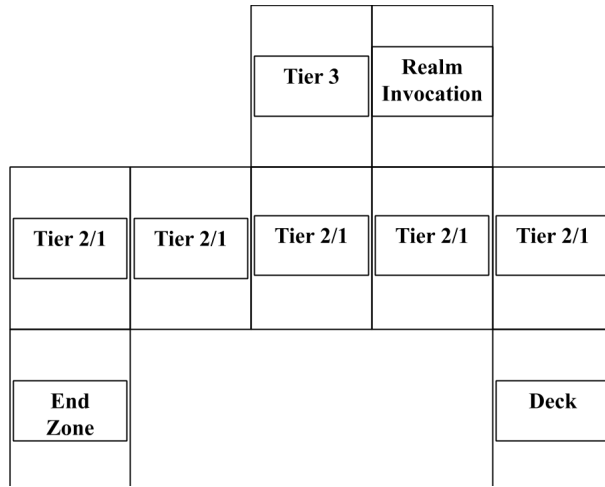 Tier 3
Realm
Invocation
Tier 2/1
Tier 2/1
Tier 2/1
Tier 2/1
Tier 2/1
End
Zone
Deck